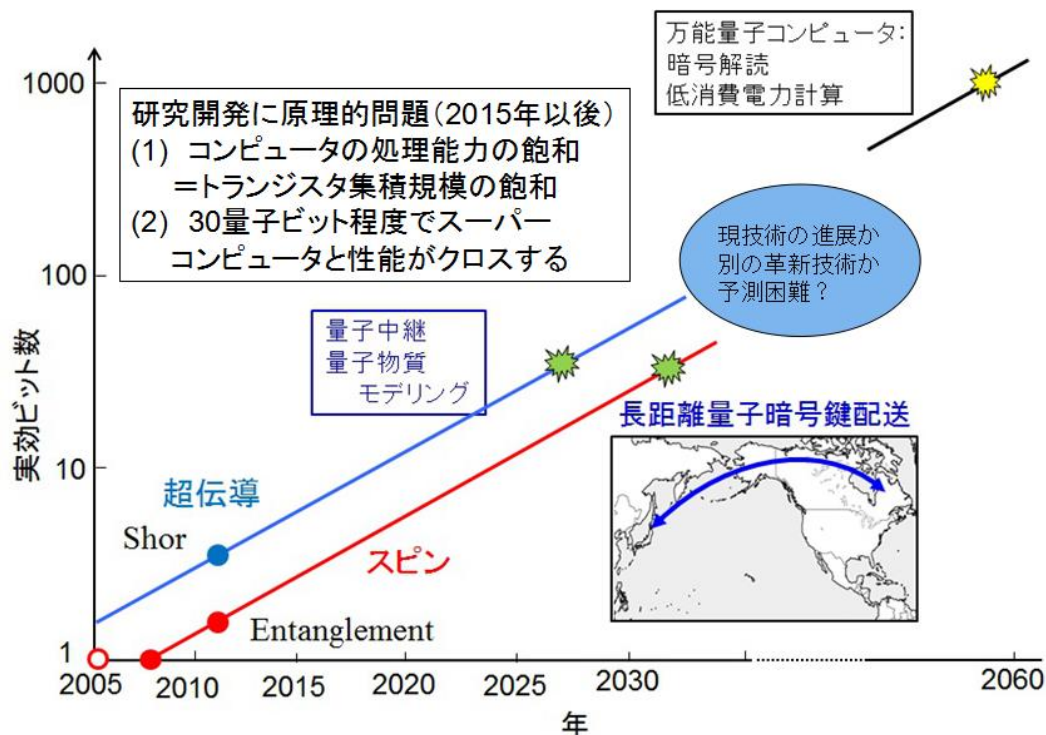 万能量子コンピュータ:
暗号解読
低消費電力計算
1000
研究開発に原理的問題(2015年以後)
(1) コンピュータの処理能力の飽和
=トランジスタ集積規模の飽和
(2) 30量子ビット程度でスーパー
コンピュータと性能がクロスする
現技術の進展か
別の革新技術か
予測困難?
100
量子中継
量子物質
モデリング
長距離量子暗号鍵配送
実効ビット数
10
超伝導
Shor
スピン
Entanglement
1
2005
2010
2015
2020
2025
2030
2060
年